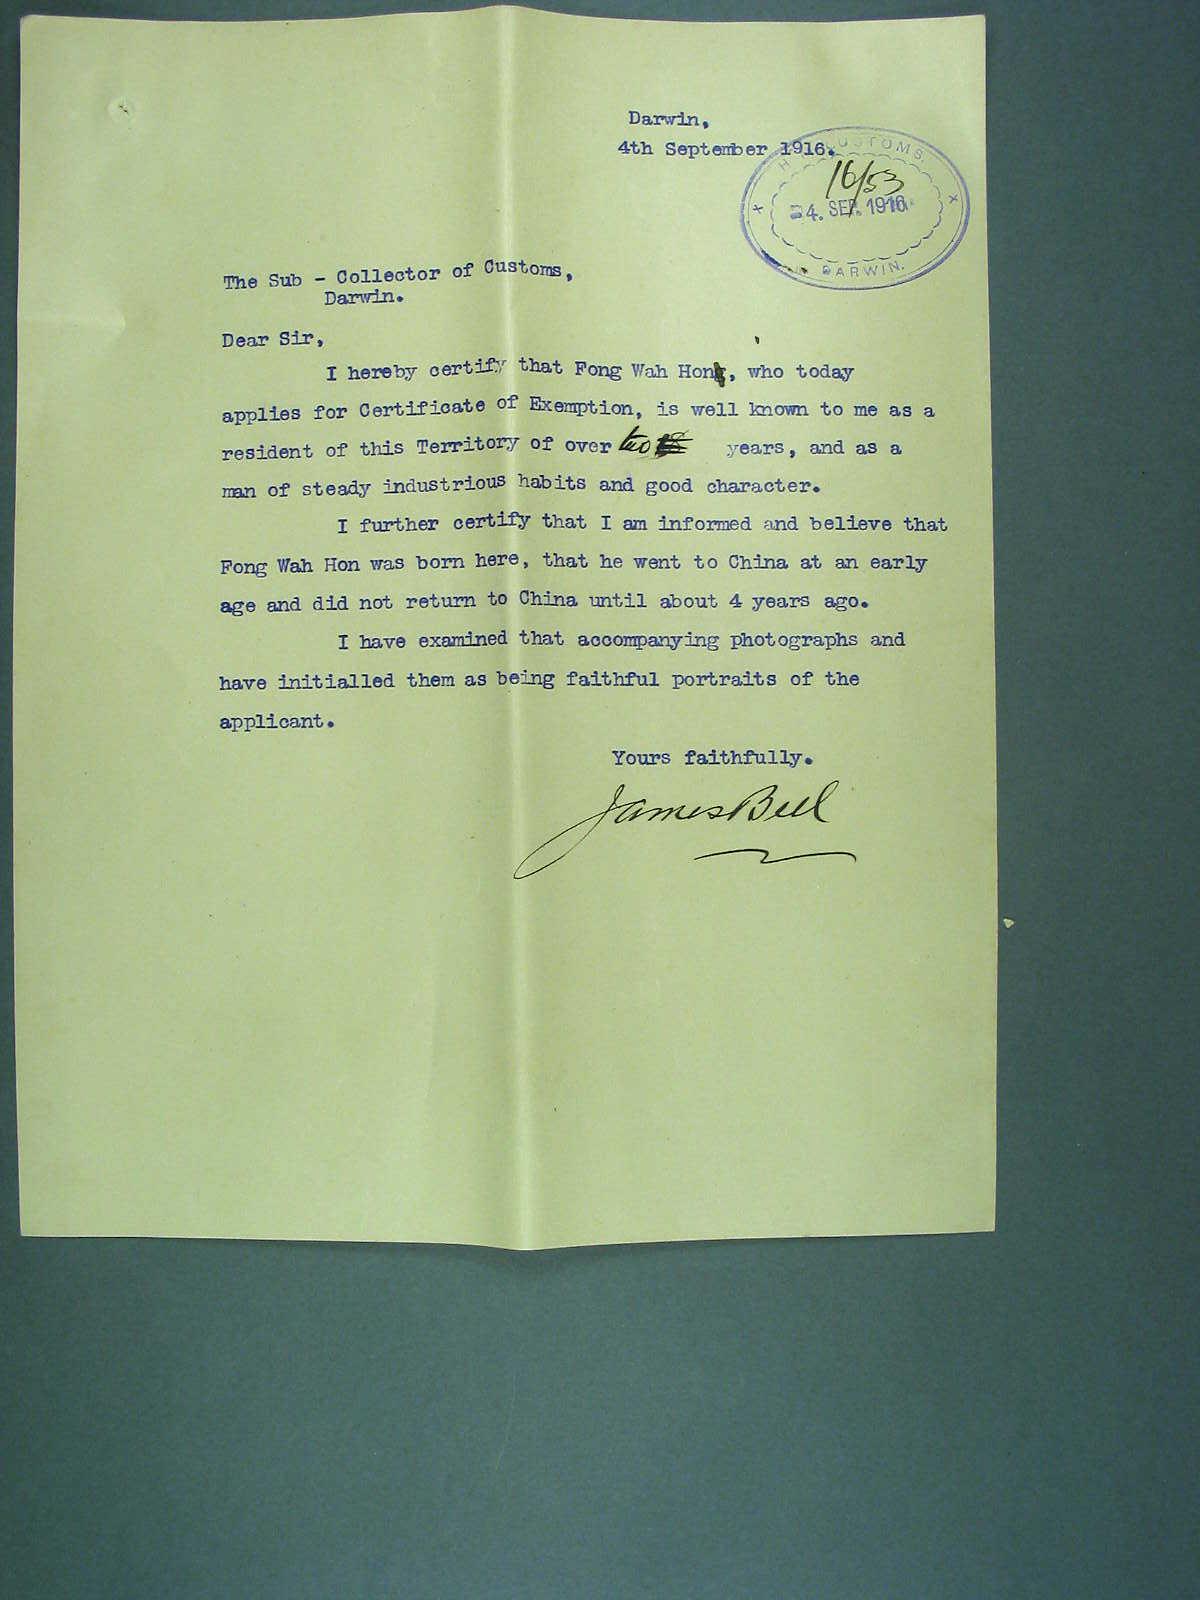 Darwin,
4th September 1916.
H.M. CUSTOMS.
16/53
4. SEP. 1916
DARWIN.
The Sub - Collector of Customs,
Darwin.
Dear Sir,
I hereby certify that Fong Wah Hon, who today
applies for Certificate of Exemption, is well known to me as a
resident of this Territory of over two years, and as a
man of steady industrious habits and good character.
I further certify that I am informed and believe that
Fong Wah Hon was born here, that he went to China at an early
age and did not return to China until about 4 years ago.
I have examined that accompanying photographs and
have initialled them as being faithful portraits of the
applicant.
Yours faithfully.
James Bell